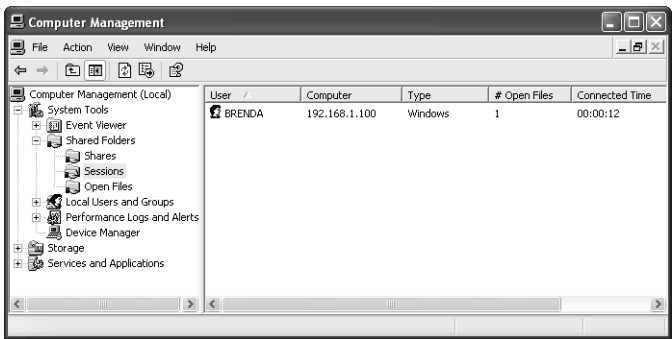 Computer Management
File Action View Window Help
Computer Management (Local)
System Tools
Event Viewer
Shared Folders
Shares
Sessions
Open Files
Local Users and Groups
Performance Logs and Alerts
Device Manager
Storage
Services and Applications
User Computer Type # Open Files Connected Time
BRENDA 192.168.1.100 Windows 1 00:00:12